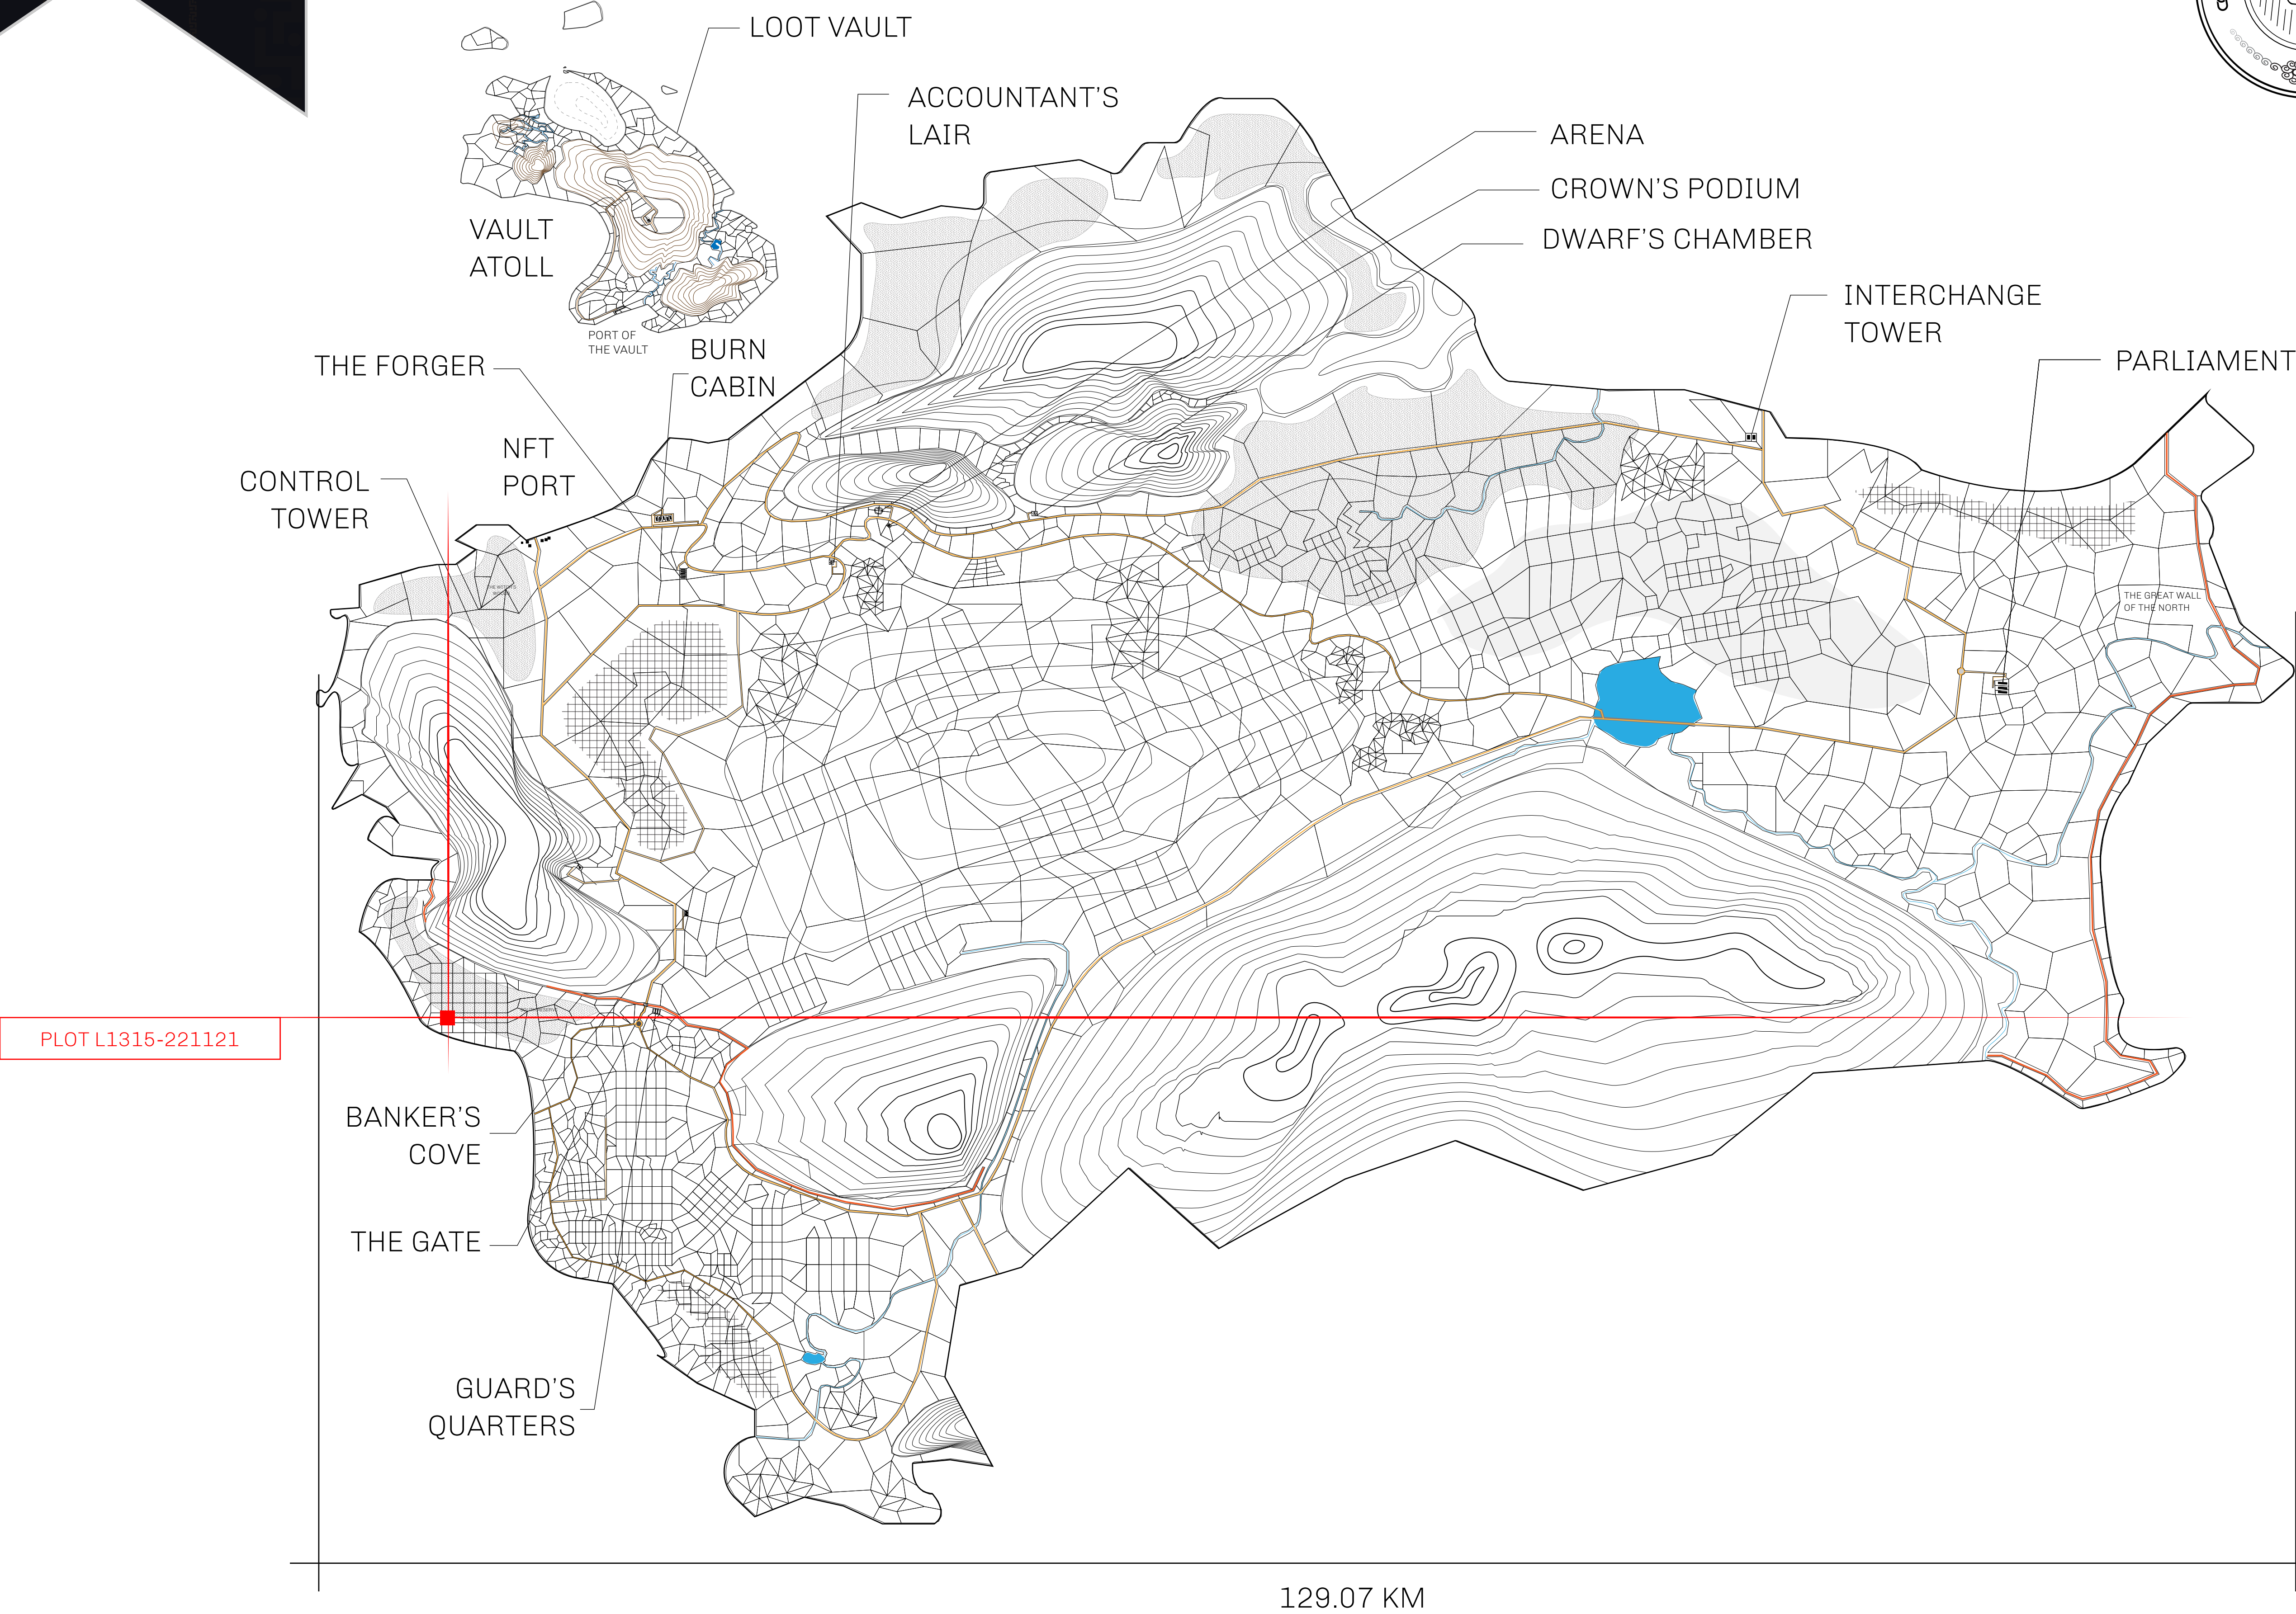 LOOT VAULT
ACCOUNTANT'S
LAIR
ARENA
CROWN'S PODIUM
DWARF'S CHAMBER
VAULT
ATOLL
INTERCHANGE
TOWER
PORT OF
THE VAULT
BURN
CABIN
THE FORGER
PARLIAMENT
NFT
PORT
CONTROL
TOWER
THE GREAT WALL
OF THE NORTH
PLOT L1315-221121
BANKER'S
COVE
THE GATE
GUARD'S
QUARTERS
129.07 KM